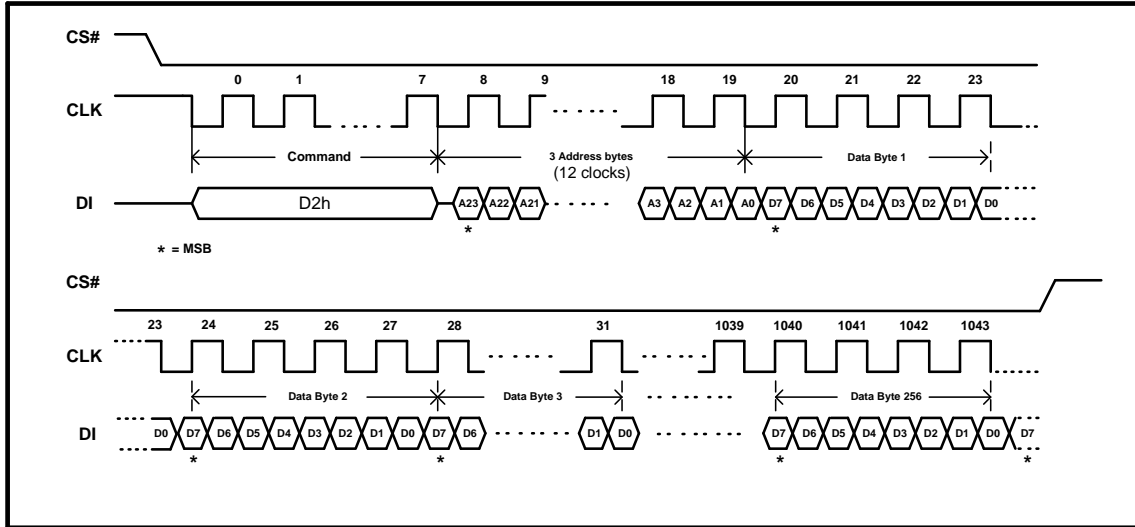 CS#
0 1 7 8 9 18 19 20 21 22 23
CLK
Command 3 Address bytes Data Byte 1
(12 clocks)
DI D2h A23 A22 A21 A3 A2 A1 A0 D7 D6 D5 D4 D3 D2 D1 D0
* *
* = MSB
CS#
23 24 25 26 27 28 31 1039 1040 1041 1042 1043
CLK
Data Byte 2 Data Byte 3 Data Byte 256
DI D0 D7 D6 D5 D4 D3 D2 D1 D0 D7 D6 D1 D0 D7 D6 D5 D4 D3 D2 D1 D0 D7
* * * *